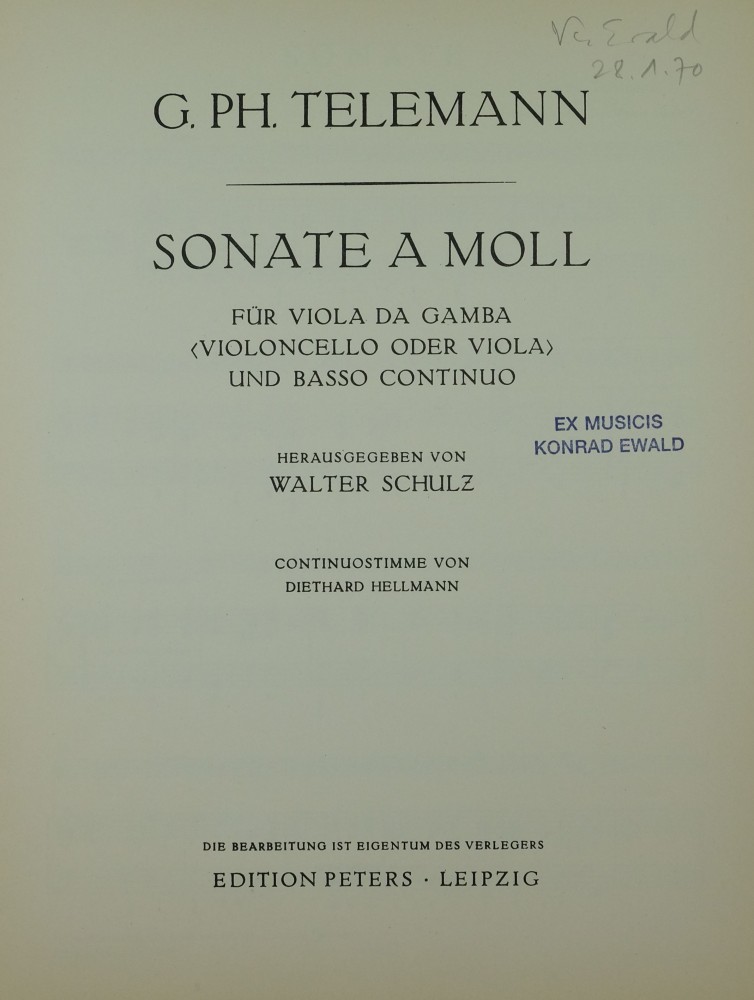 Ewald
28.1.70
G. PH. TELEMANN
SONATE A MOLL
FÜR VIOLA DA GAMBA
⟨VIOLONCELLO ODER VIOLA⟩
UND BASSO CONTINUO
EX MUSICIS
KONRAD EWALD
HERAUSGEGEBEN VON
WALTER SCHULZ
CONTINUOSTIMME VON
DIETHARD HELLMANN
DIE BEARBEITUNG IST EIGENTUM DES VERLEGERS
EDITION PETERS · LEIPZIG